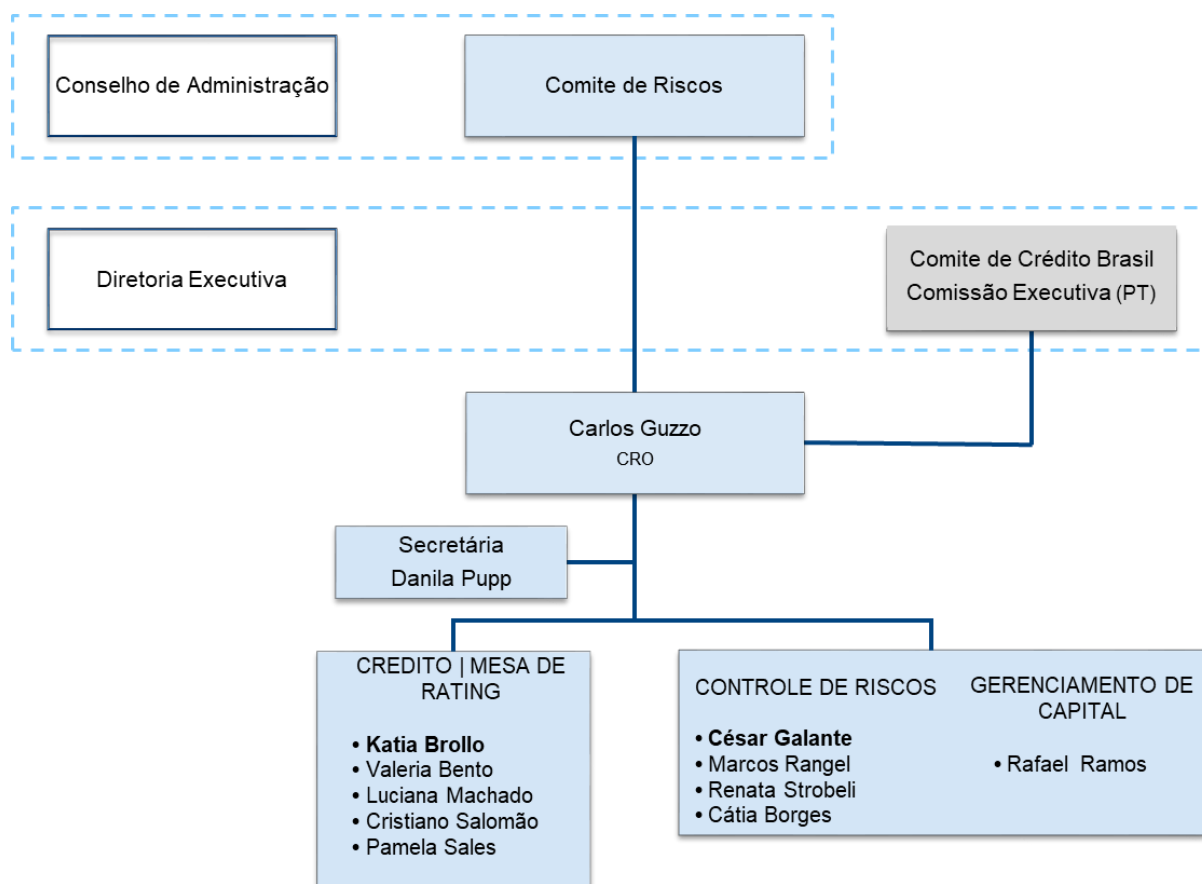 Conselho de Administração
Comite de Riscos
Diretoria Executiva
Comite de Crédito Brasil
Comissão Executiva (PT)
Carlos Guzzo
CRO
Secretária
Danila Pupp
CREDITO | MESA DE
RATING
• Katia Brollo
• Valeria Bento
• Luciana Machado
• Cristiano Salomão
• Pamela Sales
CONTROLE DE RISCOS
• César Galante
• Marcos Rangel
• Renata Strobeli
• Cátia Borges
GERENCIAMENTO DE
CAPITAL
• Rafael Ramos